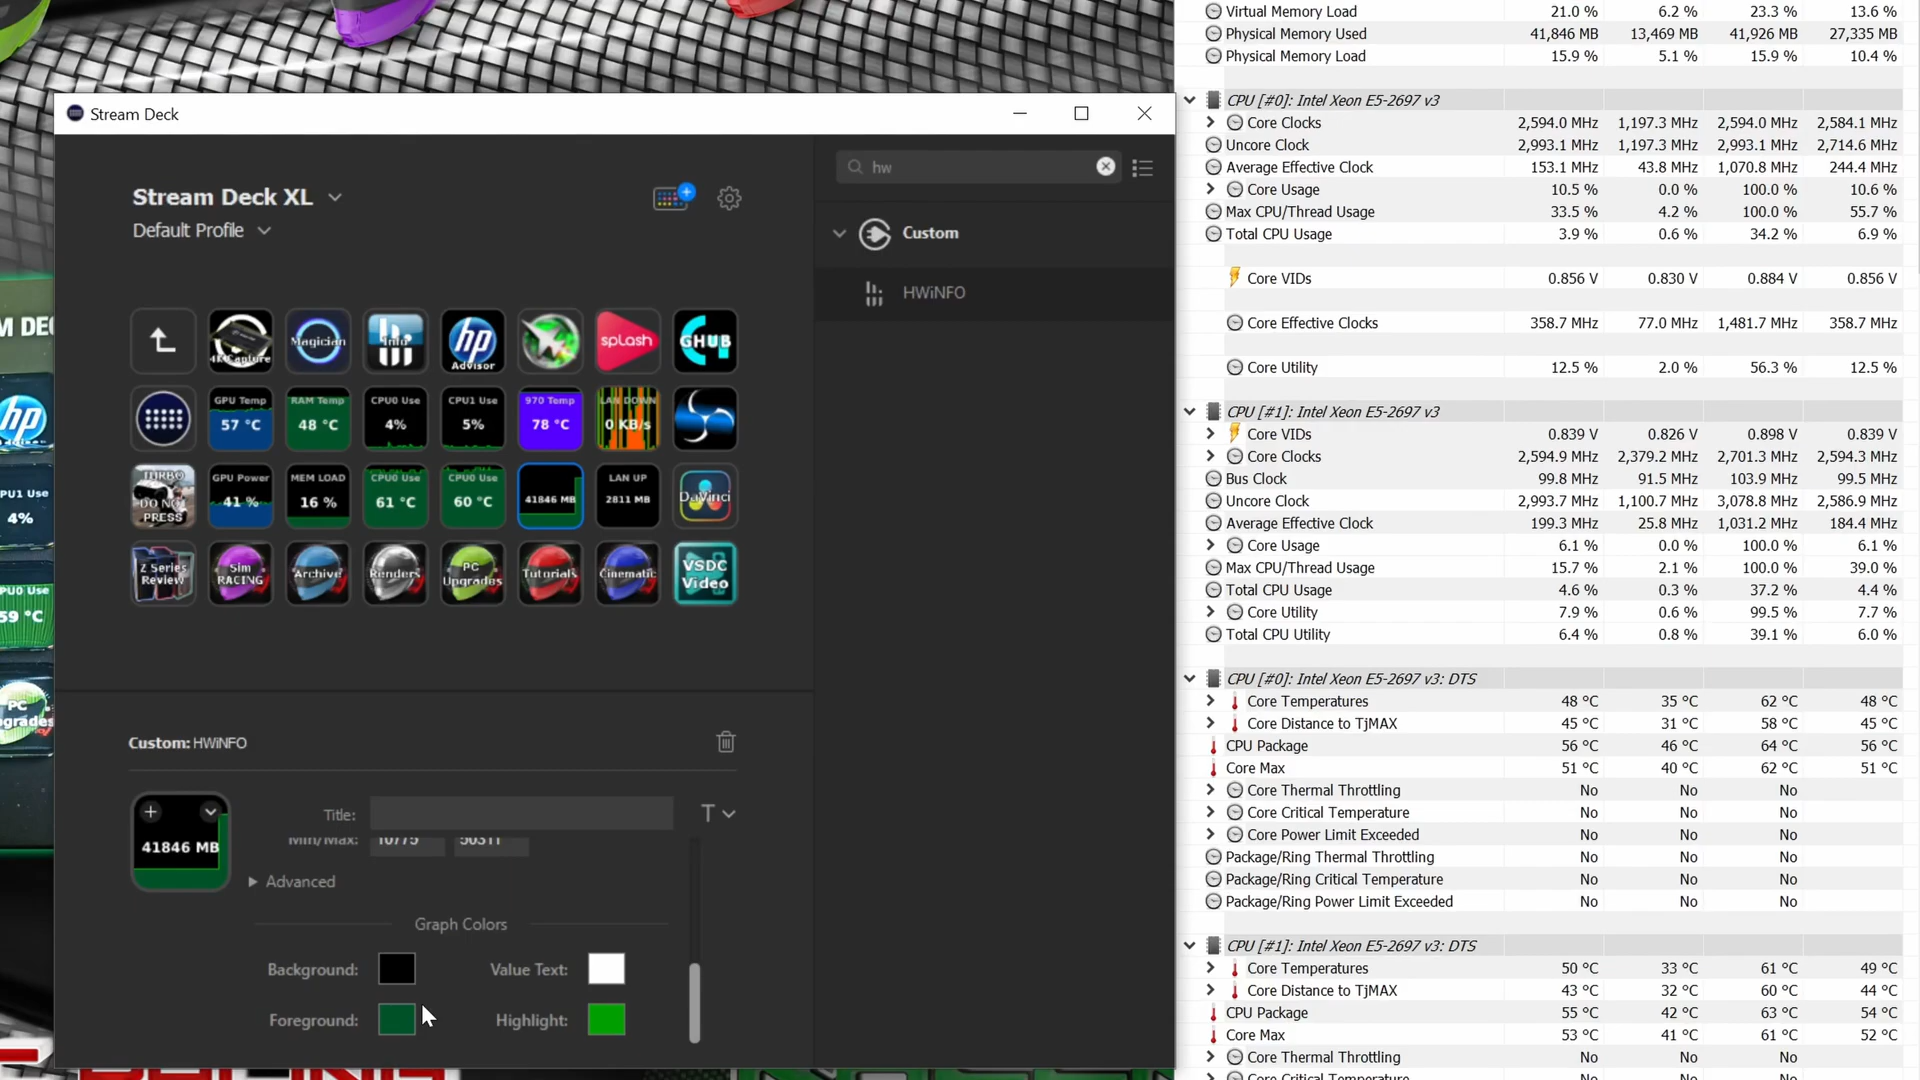 Stream Deck
Stream Deck XL
Default Profile
hw
Custom
HWiNFO
4K Capture
Magician
Info
hp
Advisor
splash
GHUB
GPU Temp
57 °C
RAM Temp
48 °C
CPU0 Use
4%
CPU1 Use
5%
970 Temp
78 °C
LAN DOWN
0 KB/s
TURBO
DO NOT
PRESS
GPU Power
41 %
MEM LOAD
16 %
CPU0 Use
61 °C
CPU0 Use
60 °C
41846 MB
LAN UP
2811 MB
DaVinci
Z Series
Review
Sim
RACING
Archive
Renders
PC
Upgrades
Tutorials
Cinematic
VSDC
Video
Custom: HWiNFO
Title:
T
41846 MB
Min/Max: 10775 50311
Advanced
Graph Colors
Background:
Value Text:
Foreground:
Highlight:
M DE
hp
PU1 Use
4%
PU0 Use
59 °C
PC
grades
Virtual Memory Load 21.0 % 6.2 % 23.3 % 13.6 %
Physical Memory Used 41,846 MB 13,469 MB 41,926 MB 27,335 MB
Physical Memory Load 15.9 % 5.1 % 15.9 % 10.4 %
CPU [#0]: Intel Xeon E5-2697 v3
Core Clocks 2,594.0 MHz 1,197.3 MHz 2,594.0 MHz 2,584.1 MHz
Uncore Clock 2,993.1 MHz 1,197.3 MHz 2,993.1 MHz 2,714.6 MHz
Average Effective Clock 153.1 MHz 43.8 MHz 1,070.8 MHz 244.4 MHz
Core Usage 10.5 % 0.0 % 100.0 % 10.6 %
Max CPU/Thread Usage 33.5 % 4.2 % 100.0 % 55.7 %
Total CPU Usage 3.9 % 0.6 % 34.2 % 6.9 %
Core VIDs 0.856 V 0.830 V 0.884 V 0.856 V
Core Effective Clocks 358.7 MHz 77.0 MHz 1,481.7 MHz 358.7 MHz
Core Utility 12.5 % 2.0 % 56.3 % 12.5 %
CPU [#1]: Intel Xeon E5-2697 v3
Core VIDs 0.839 V 0.826 V 0.898 V 0.839 V
Core Clocks 2,594.9 MHz 2,379.2 MHz 2,701.3 MHz 2,594.3 MHz
Bus Clock 99.8 MHz 91.5 MHz 103.9 MHz 99.5 MHz
Uncore Clock 2,993.7 MHz 1,100.7 MHz 3,078.8 MHz 2,586.9 MHz
Average Effective Clock 199.3 MHz 25.8 MHz 1,031.2 MHz 184.4 MHz
Core Usage 6.1 % 0.0 % 100.0 % 6.1 %
Max CPU/Thread Usage 15.7 % 2.1 % 100.0 % 39.0 %
Total CPU Usage 4.6 % 0.3 % 37.2 % 4.4 %
Core Utility 7.9 % 0.6 % 99.5 % 7.7 %
Total CPU Utility 6.4 % 0.8 % 39.1 % 6.0 %
CPU [#0]: Intel Xeon E5-2697 v3: DTS
Core Temperatures 48 °C 35 °C 62 °C 48 °C
Core Distance to TjMAX 45 °C 31 °C 58 °C 45 °C
CPU Package 56 °C 46 °C 64 °C 56 °C
Core Max 51 °C 40 °C 62 °C 51 °C
Core Thermal Throttling No No No
Core Critical Temperature No No No
Core Power Limit Exceeded No No No
Package/Ring Thermal Throttling No No No
Package/Ring Critical Temperature No No No
Package/Ring Power Limit Exceeded No No No
CPU [#1]: Intel Xeon E5-2697 v3: DTS
Core Temperatures 50 °C 33 °C 61 °C 49 °C
Core Distance to TjMAX 43 °C 32 °C 60 °C 44 °C
CPU Package 55 °C 42 °C 63 °C 54 °C
Core Max 53 °C 41 °C 61 °C 52 °C
Core Thermal Throttling No No No
Core Critical Temperature No No No